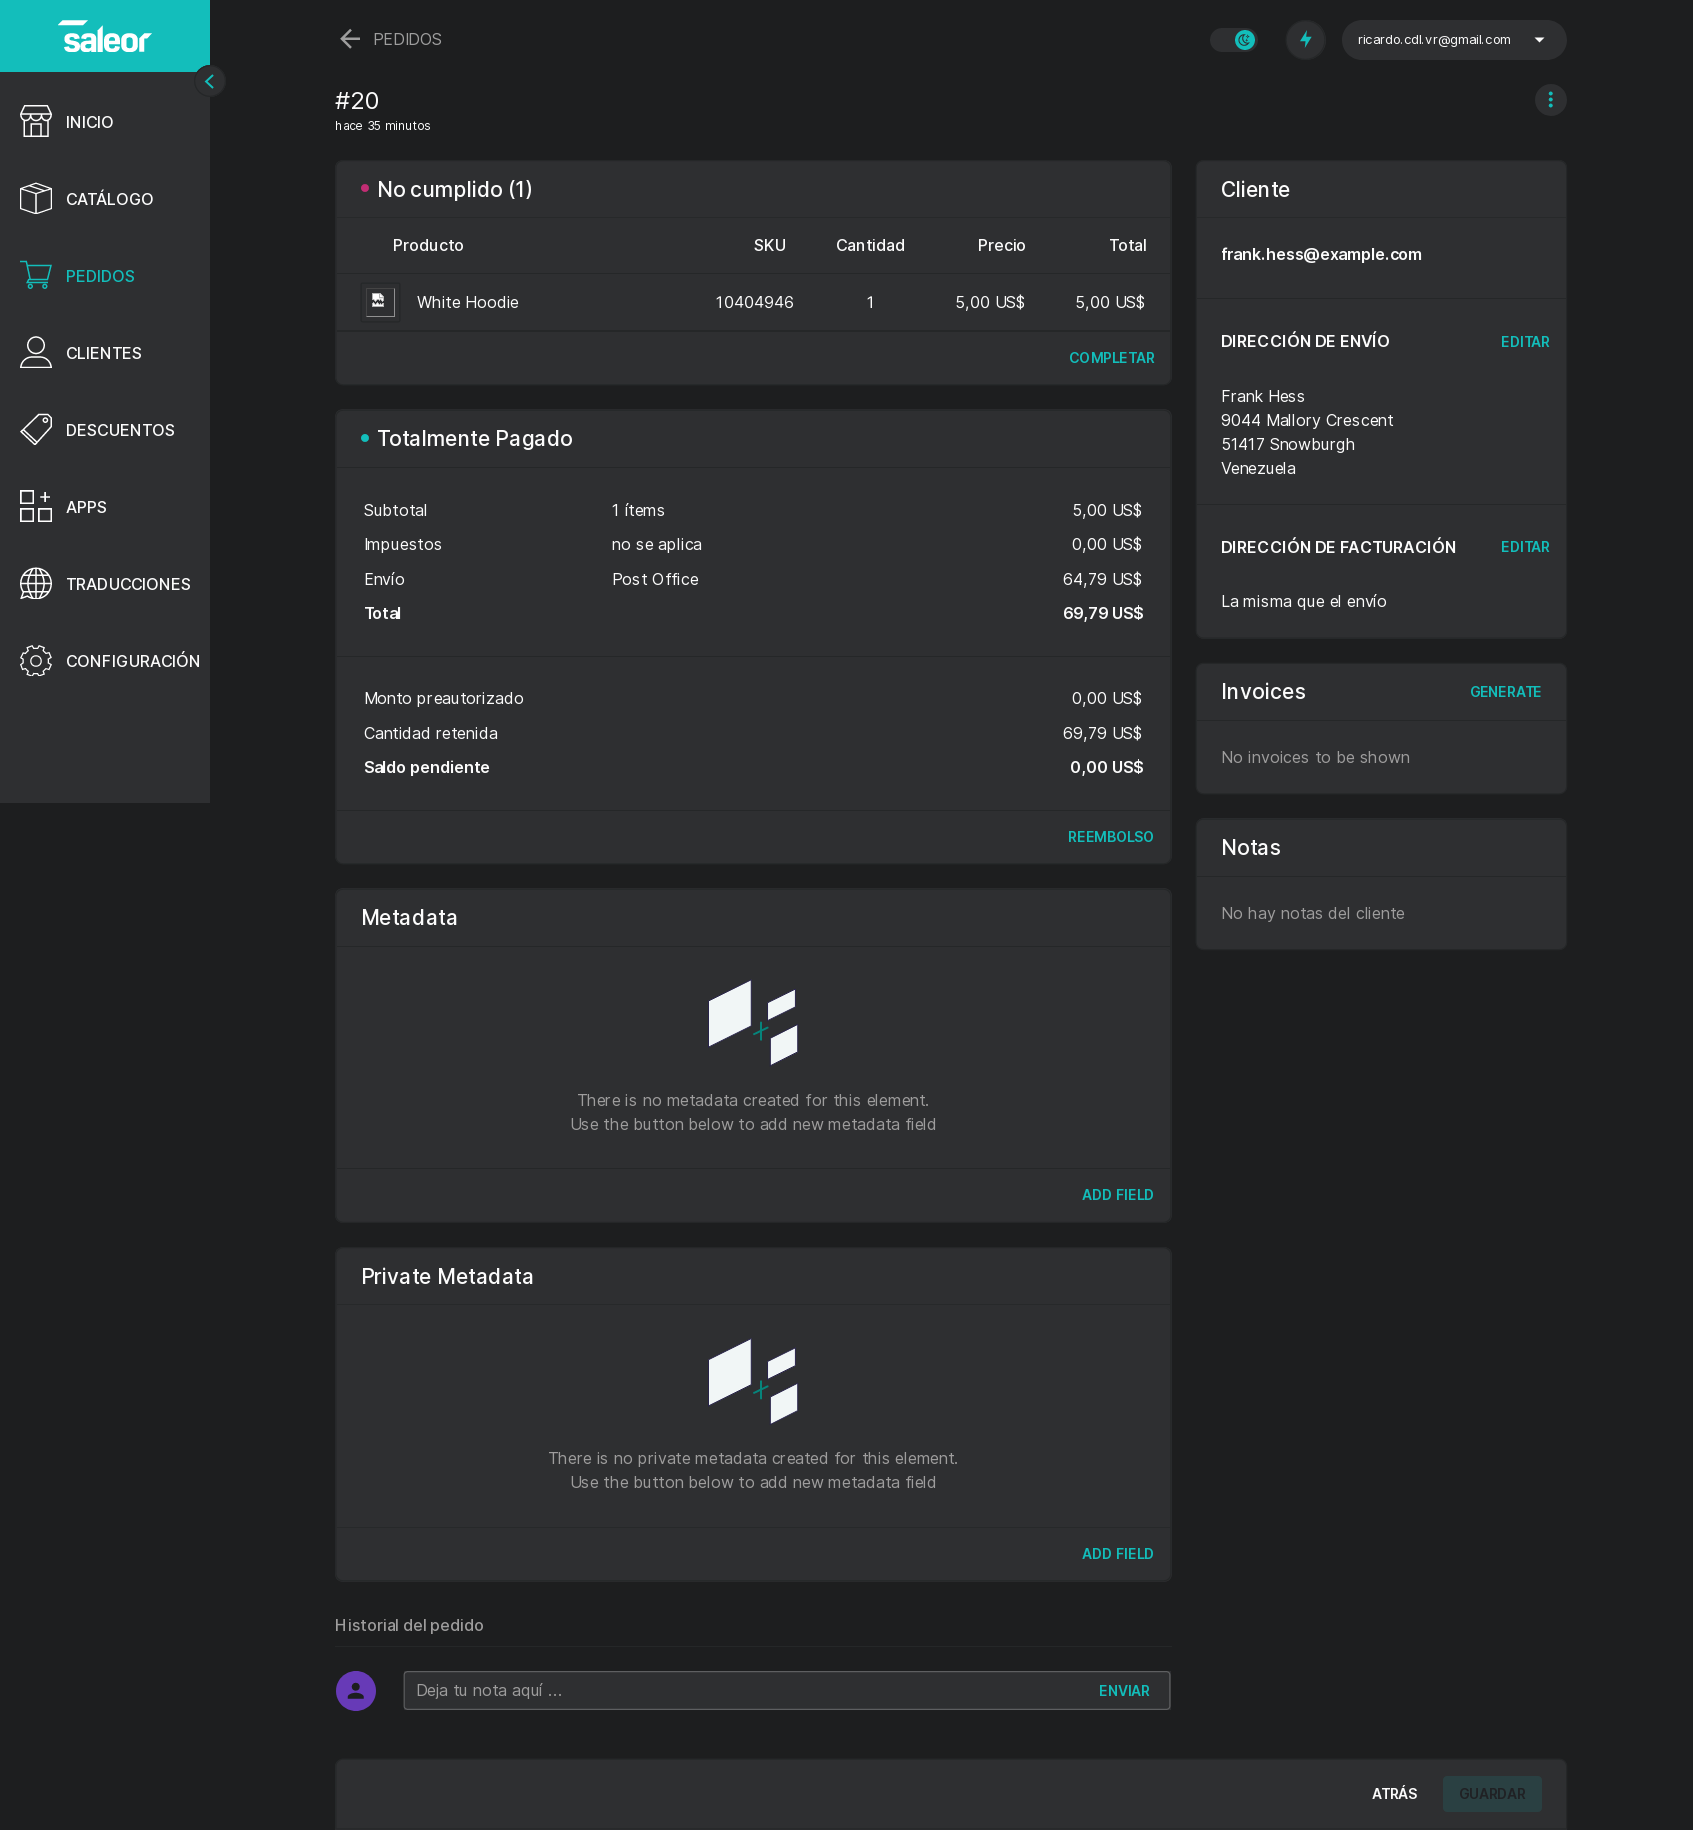 saleor
INICIO
CATÁLOGO
PEDIDOS
CLIENTES
DESCUENTOS
APPS
TRADUCCIONES
CONFIGURACIÓN
PEDIDOS
ricardo.cdl.vr@gmail.com
#20
hace 35 minutos
No cumplido (1)
Producto SKU Cantidad Precio Total
White Hoodie 10404946 1 5,00 US$ 5,00 US$
COMPLETAR
Totalmente Pagado
Subtotal 1 ítems 5,00 US$
Impuestos no se aplica 0,00 US$
Envío Post Office 64,79 US$
Total 69,79 US$
Monto preautorizado 0,00 US$
Cantidad retenida 69,79 US$
Saldo pendiente 0,00 US$
REEMBOLSO
Metadata
There is no metadata created for this element.
Use the button below to add new metadata field
ADD FIELD
Private Metadata
There is no private metadata created for this element.
Use the button below to add new metadata field
ADD FIELD
Historial del pedido
Deja tu nota aquí ...
ENVIAR
Cliente
frank.hess@example.com
DIRECCIÓN DE ENVÍO EDITAR
Frank Hess
9044 Mallory Crescent
51417 Snowburgh
Venezuela
DIRECCIÓN DE FACTURACIÓN EDITAR
La misma que el envío
Invoices GENERATE
No invoices to be shown
Notas
No hay notas del cliente
ATRÁS GUARDAR